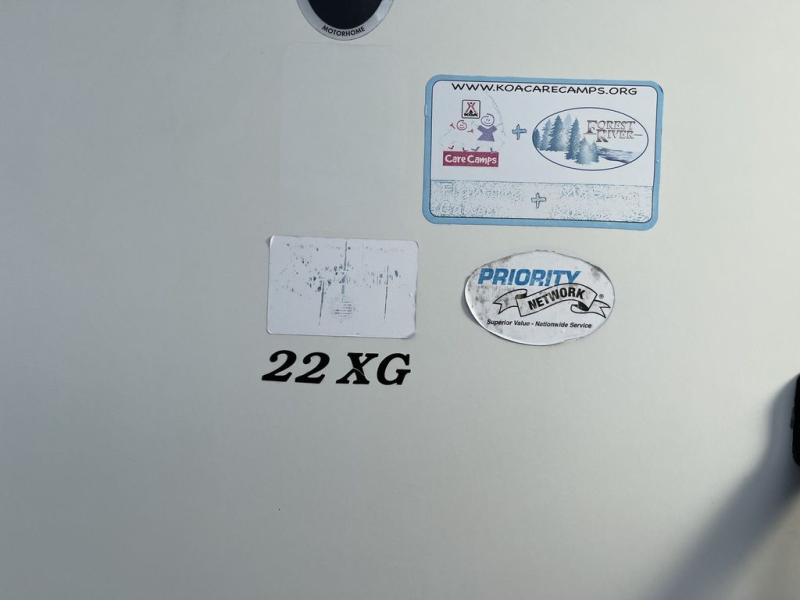 MOTORHOME
WWW.KOACARECAMPS.ORG
KOA
Care Camps
+
FOREST
RIVER
+
PRIORITY
NETWORK®
Superior Value - Nationwide Service
22 XG